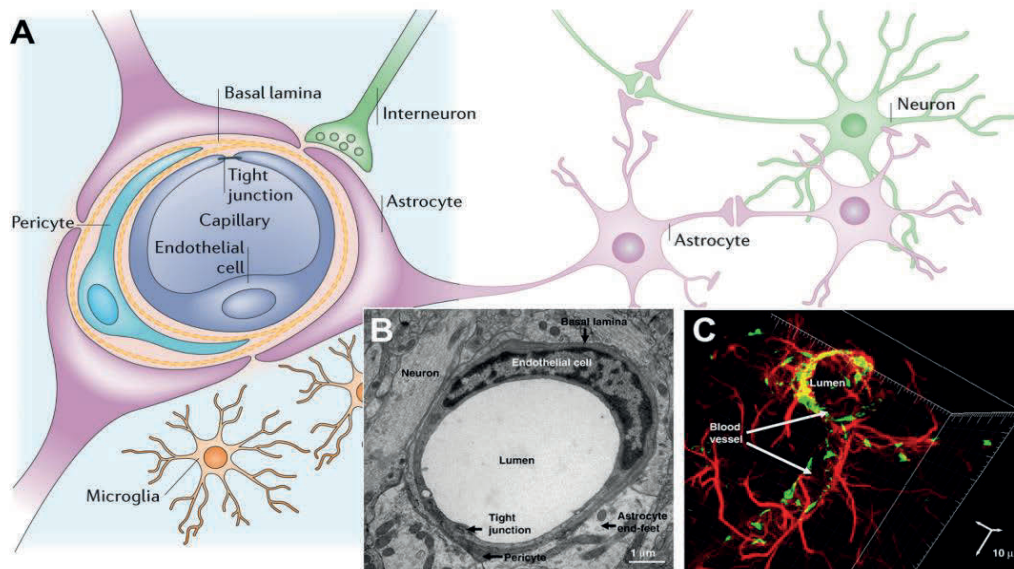 A
Basal lamina
Interneuron
Neuron
Tight
junction
Pericyte
Capillary
Astrocyte
Endothelial
cell
Astrocyte
Microglia
B
Basal lamina
Endothelial cell
Neuron
Lumen
Tight
junction
Astrocyte
end-feet
Pericyte
1 µm
C
Lumen
Blood
vessel
10 µ